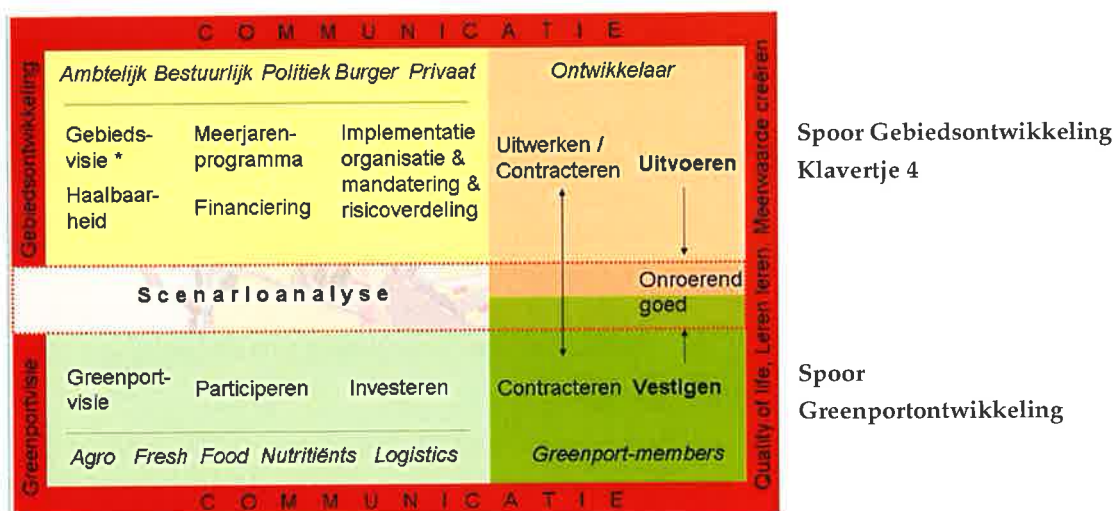 COMMUNICATIE
Gebiedsontwikkeling
Ambtelijk Bestuurlijk Politiek Burger Privaat
Ontwikkelaar
Gebieds-
visie *
Haalbaar-
heid
Meerjaren-
programma
Financiering
Implementatie
organisatie &
mandatering &
risicoverdeling
Uitwerken /
Contracteren
Uitvoeren
Scenarioanalyse
Onroerend
goed
Greenportvisie
Greenport-
visie
Participeren
Investeren
Contracteren
Vestigen
Agro Fresh Food Nutritiënts Logistics
Greenport-members
COMMUNICATIE
Quality of life, Leren leren, Meerwaarde creëren
Spoor Gebiedsontwikkeling
Klavertje 4
Spoor
Greenportontwikkeling